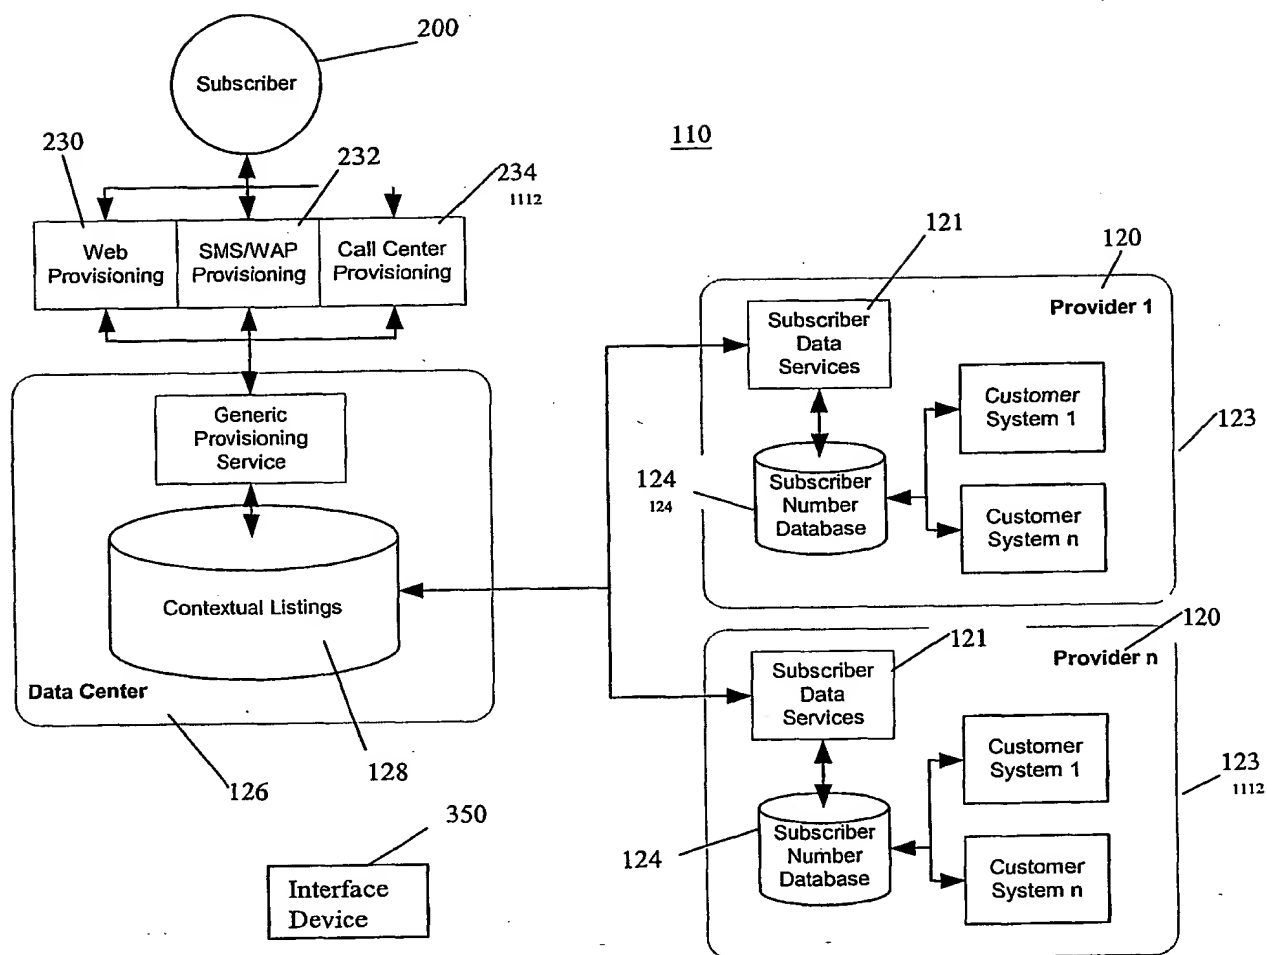 200
Subscriber
110
230
232
234
1112
Web
Provisioning
SMS/WAP
Provisioning
Call Center
Provisioning
121
120
Provider 1
Subscriber
Data
Services
Customer
System 1
123
Generic
Provisioning
Service
124
124
Subscriber
Number
Database
Customer
System n
Contextual Listings
Data Center
126
128
121
120
Provider n
Subscriber
Data
Services
Customer
System 1
123
1112
124
Subscriber
Number
Database
Customer
System n
350
Interface
Device